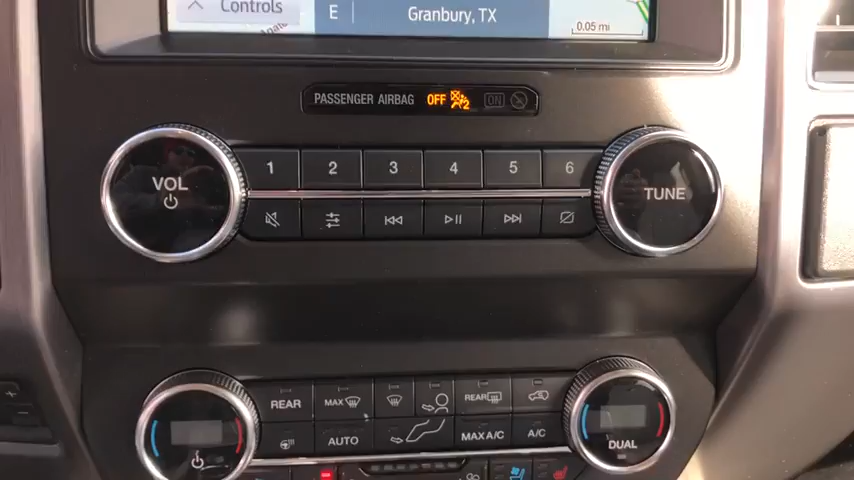 Controls
E
Granbury, TX
0.05 mi
PASSENGER AIRBAG OFF 2 ON
VOL
1 2 3 4 5 6
TUNE
REAR
MAX
REAR
AUTO
MAX A/C
A/C
DUAL